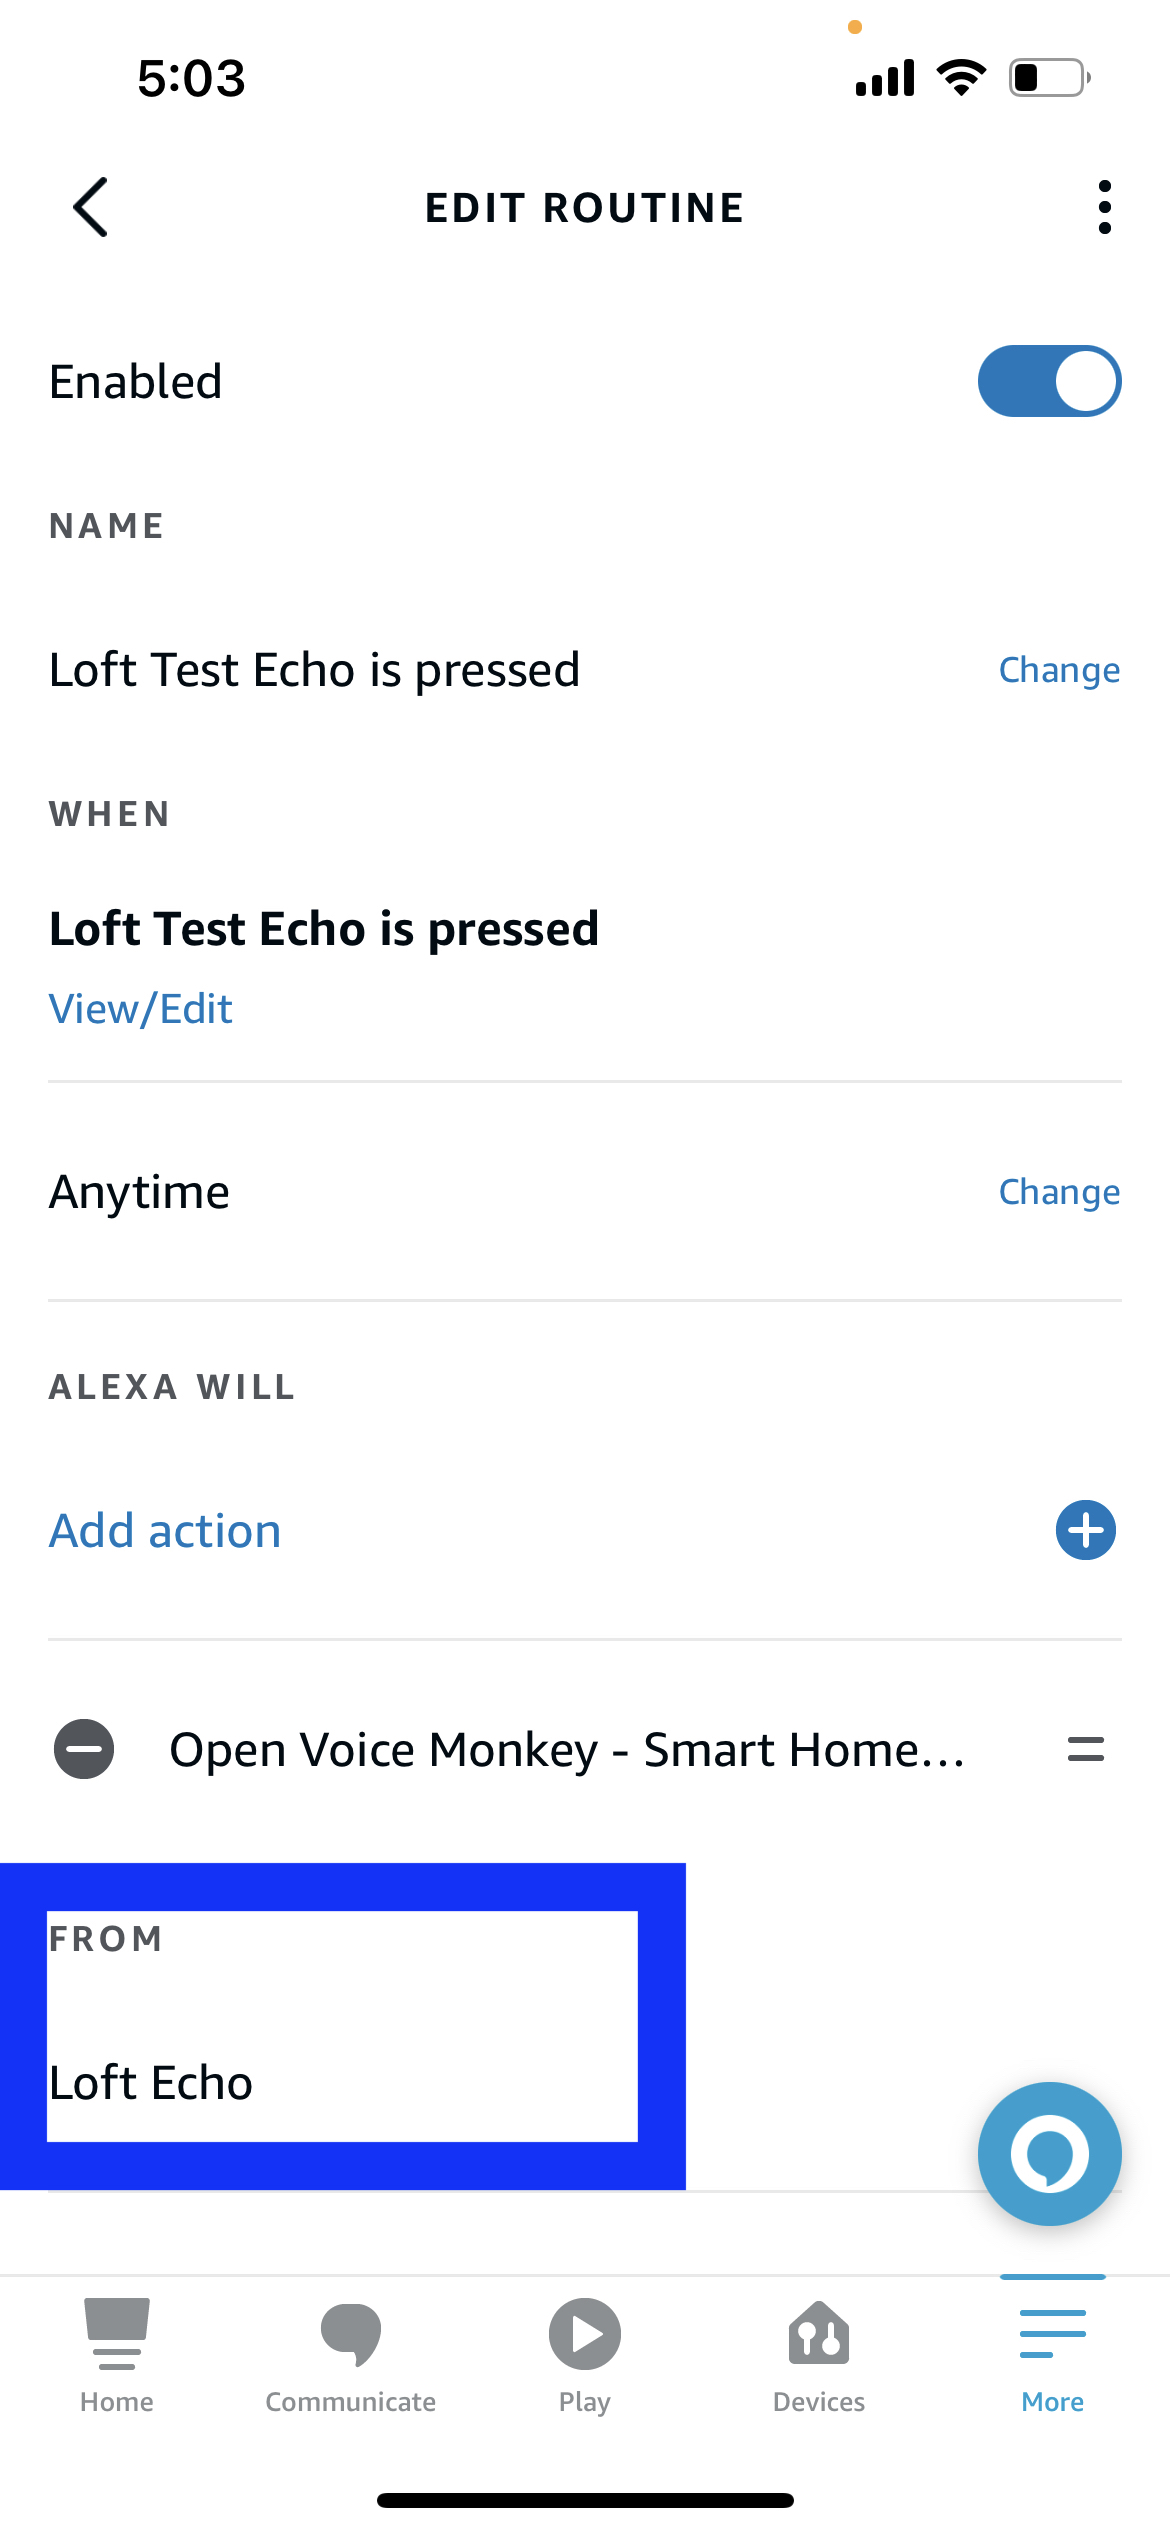 5:03
EDIT ROUTINE
Enabled
NAME
Loft Test Echo is pressed
Change
WHEN
Loft Test Echo is pressed
View/Edit
Anytime
Change
ALEXA WILL
Add action
Open Voice Monkey - Smart Home...
FROM
Loft Echo
Home
Communicate
Play
Devices
More